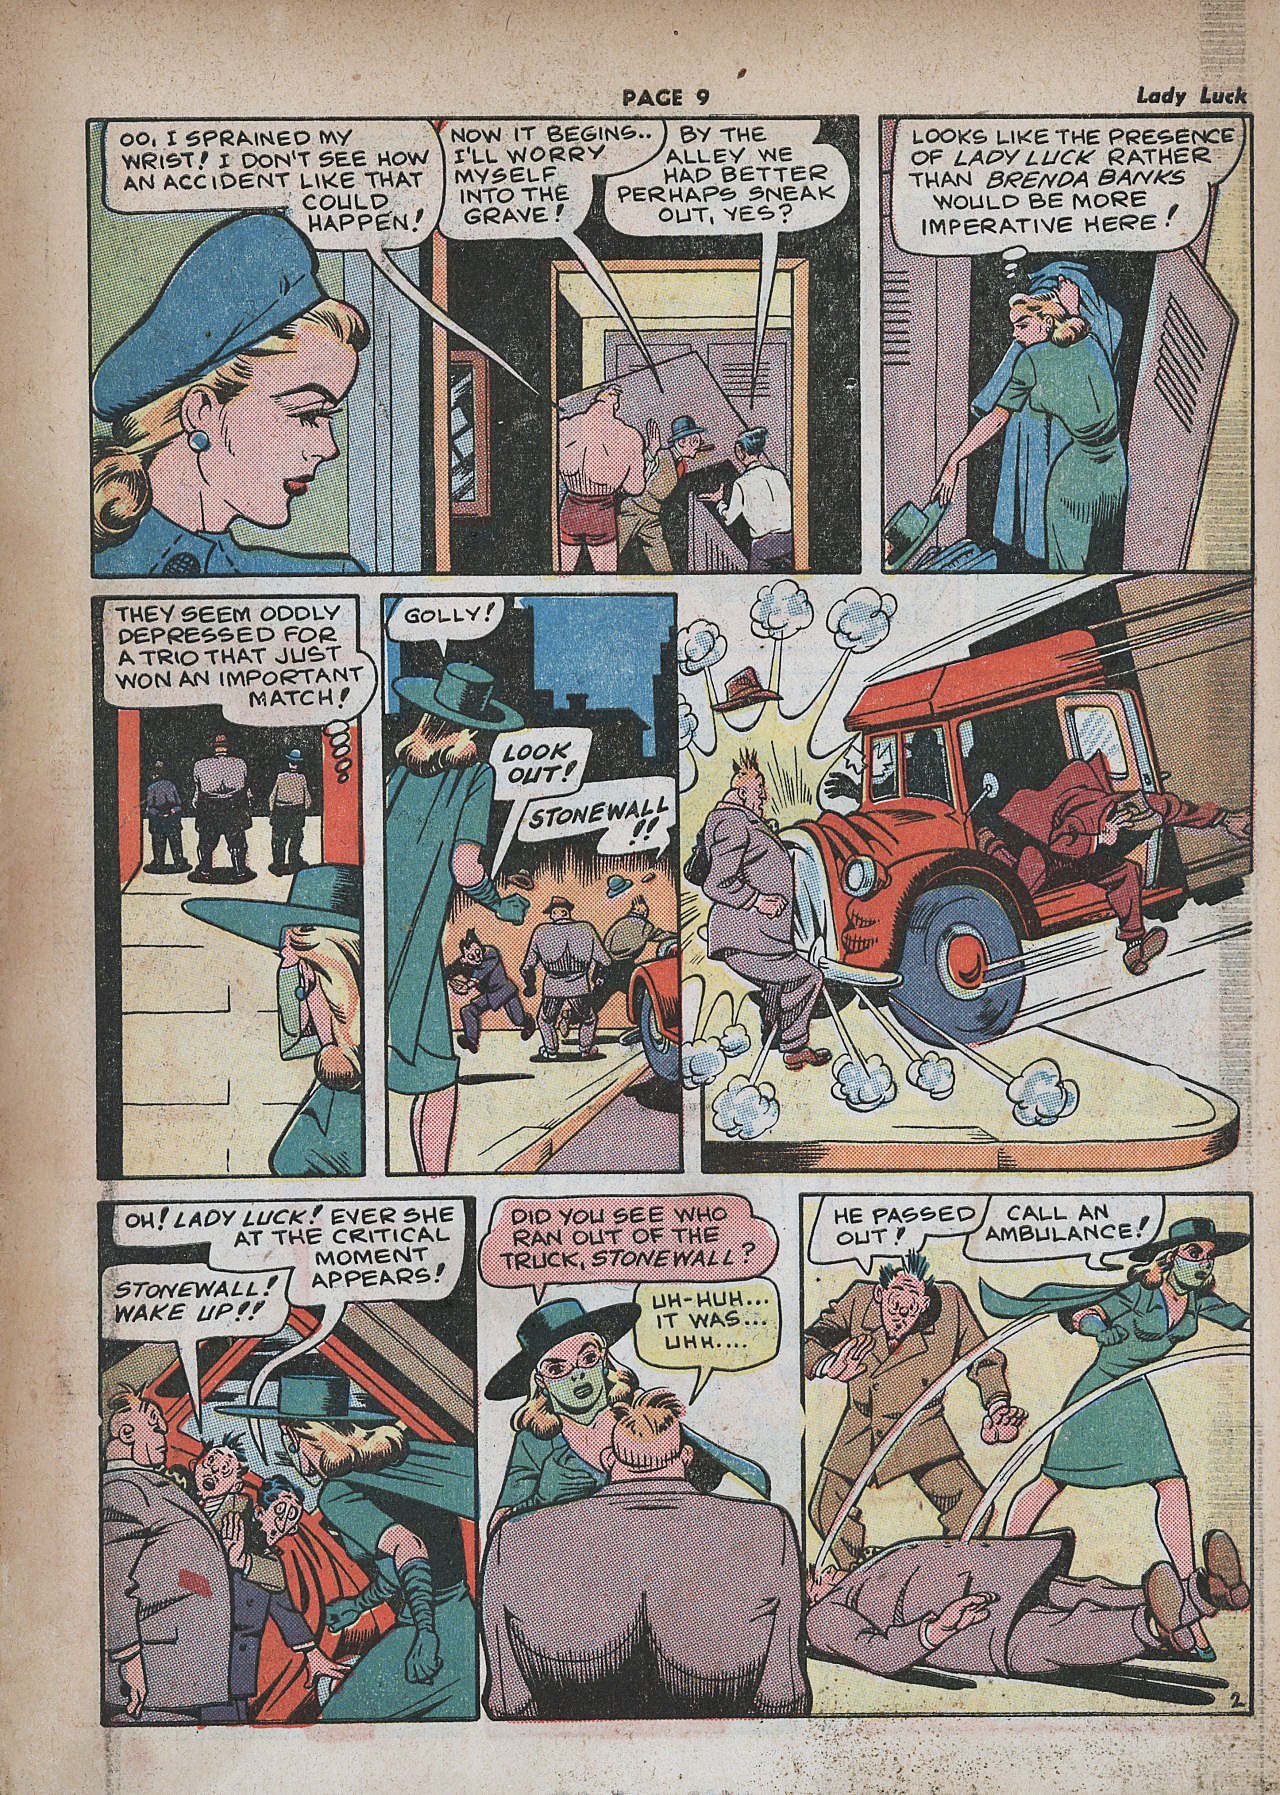 PAGE 9
Lady Luck
OO, I SPRAINED MY
WRIST! I DON'T SEE HOW
AN ACCIDENT LIKE THAT
COULD
HAPPEN!
NOW IT BEGINS..
I'LL WORRY
MYSELF
INTO THE
GRAVE!
BY THE
ALLEY WE
HAD BETTER
PERHAPS SNEAK
OUT, YES?
LOOKS LIKE THE PRESENCE
OF LADY LUCK RATHER
THAN BRENDA BANKS
WOULD BE MORE
IMPERATIVE HERE!
THEY SEEM ODDLY
DEPRESSED FOR
A TRIO THAT JUST
WON AN IMPORTANT
MATCH!
GOLLY!
LOOK
OUT!
STONEWALL
!!
OH! LADY LUCK! EVER SHE
AT THE CRITICAL
MOMENT
APPEARS!
STONEWALL!
WAKE UP!!
DID YOU SEE WHO
RAN OUT OF THE
TRUCK, STONEWALL?
UH-HUH...
IT WAS...
UHH....
HE PASSED
OUT!
CALL AN
AMBULANCE!
2